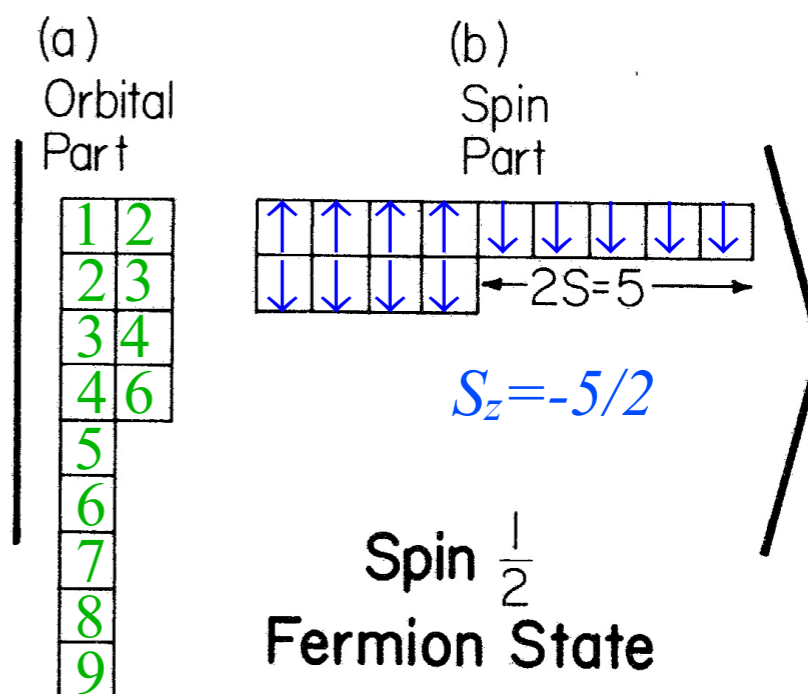 (a)
Orbital
Part
(b)
Spin
Part
1 2
2 3
3 4
4 6
5
6
7
8
9
↑ ↑ ↑ ↑ ↓ ↓ ↓ ↓ ↓
↓ ↓ ↓ ↓ ←2S=5→
S_z=-5/2
Spin 1/2
Fermion State